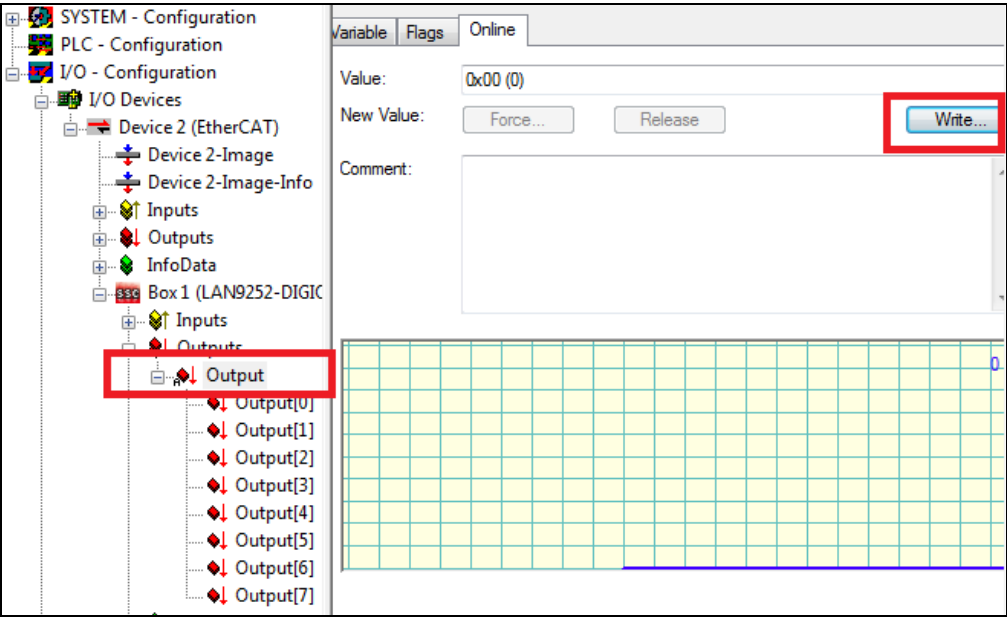 SYSTEM - Configuration
PLC - Configuration
I/O - Configuration
I/O Devices
Device 2 (EtherCAT)
Device 2-Image
Device 2-Image-Info
Inputs
Outputs
InfoData
ssc
Box 1 (LAN9252-DIGIC
Inputs
Outputs
A
Output
Output[0]
Output[1]
Output[2]
Output[3]
Output[4]
Output[5]
Output[6]
Output[7]
Variable Flags Online
Value: 0x00 (0)
New Value: Force... Release Write...
Comment:
0